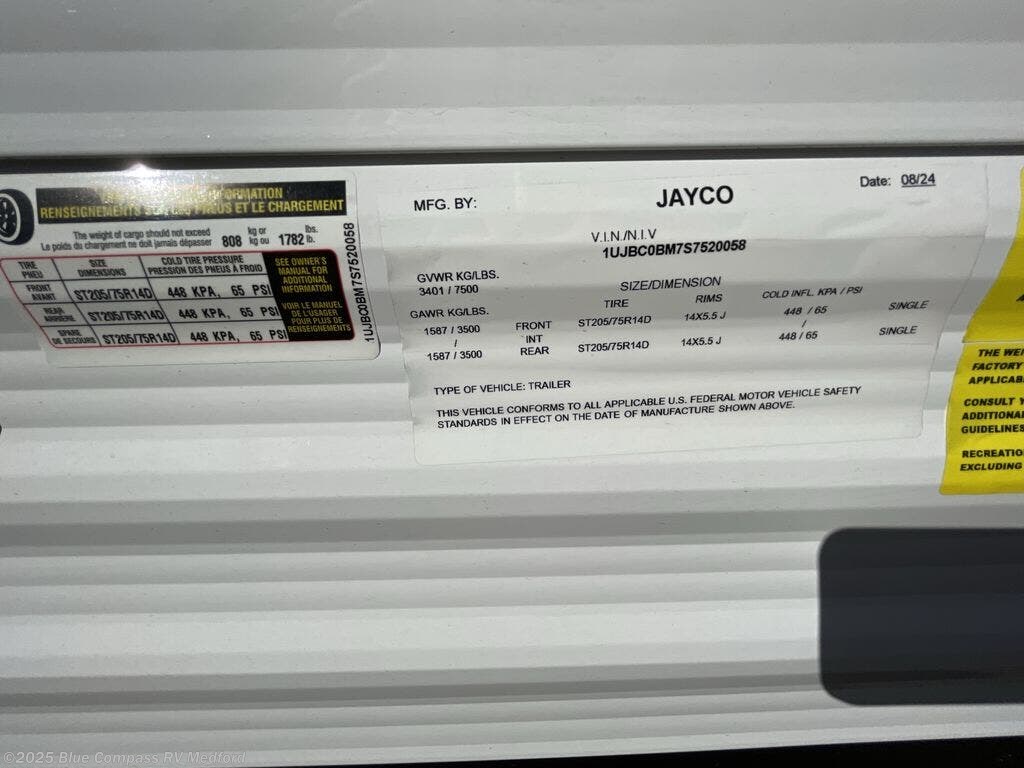 INFORMATION
RENSEIGNEMENTS PNEUS ET LE CHARGEMENT
The weight of cargo should not exceed 808 kg or 1782 lbs.
Le poids du chargement ne doit jamais dépasser kg ou lb.
TIRE SIZE COLD TIRE PRESSURE
PNEU DIMENSIONS PRESSION DES PNEUS À FROID
FRONT
AVANT ST205/75R14D 448 KPA, 65 PSI
REAR
ARRIÈRE ST205/75R14D 448 KPA, 65 PSI
SPARE
DE SECOURS ST205/75R14D 448 KPA, 65 PSI
SEE OWNER'S
MANUAL FOR
ADDITIONAL
INFORMATION
VOIR LE MANUEL
DE L'USAGER
POUR PLUS DE
RENSEIGNEMENTS
1UJBC0BM7S7520058
MFG. BY: JAYCO Date: 08/24
V.I.N./N.I.V
1UJBC0BM7S7520058
GVWR KG/LBS.
3401 / 7500
SIZE/DIMENSION
GAWR KG/LBS. TIRE RIMS COLD INFL. KPA / PSI
1587 / 3500 FRONT ST205/75R14D 14X5.5 J 448 / 65 SINGLE
/ INT /
1587 / 3500 REAR ST205/75R14D 14X5.5 J 448 / 65 SINGLE
TYPE OF VEHICLE: TRAILER
THIS VEHICLE CONFORMS TO ALL APPLICABLE U.S. FEDERAL MOTOR VEHICLE SAFETY
STANDARDS IN EFFECT ON THE DATE OF MANUFACTURE SHOWN ABOVE.
THE WEI
FACTORY
APPLICAB
CONSULT Y
ADDITIONAL
GUIDELINES
RECREATIO
EXCLUDING
©2025 Blue Compass RV Medford